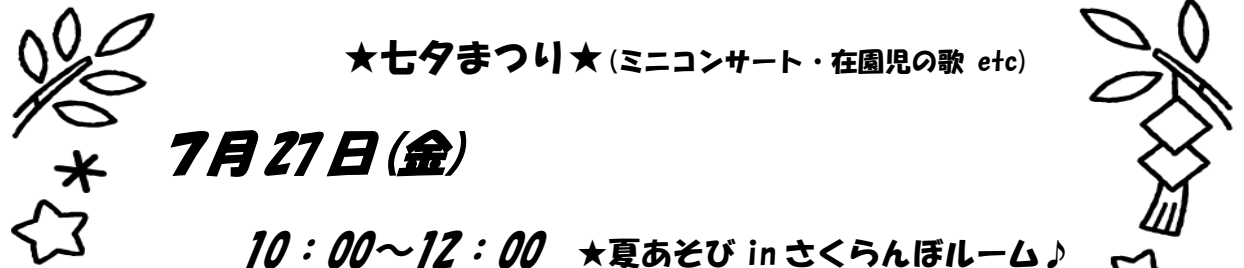 ★七夕まつり★(ミニコンサート・在園児の歌 etc)
7月27日(金)
10：00～12：00 ★夏あそび in さくらんぼルーム♪